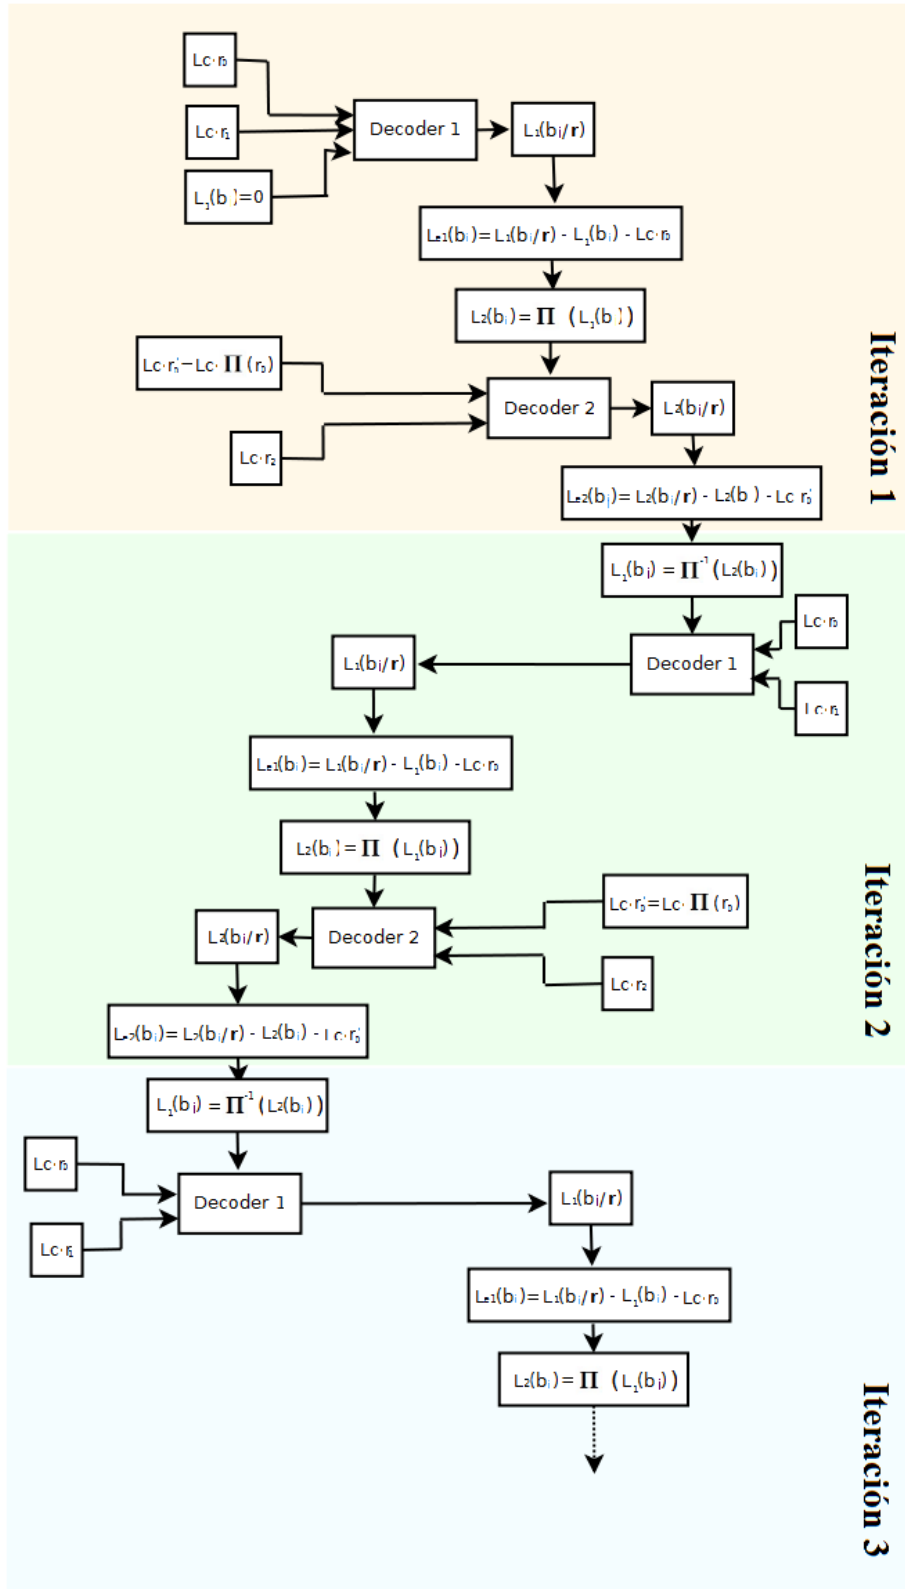 Lc·r₀
Lc·r₁
L₁(b )=0
Decoder 1
L₁(bᵢ/r)
Lₑ₁(bᵢ)=L₁(bᵢ/r) - L₁(bᵢ) - Lc·r₀
L₂(bᵢ)= Π (L₁(b ))
Lc·r₀'=Lc· Π (r₀)
Lc·r₂
Decoder 2
L₂(bᵢ/r)
Lₑ₂(bᵢ)= L₂(bᵢ/r) - L₂(b ) - Lc r₀'
Iteración 1
L₁(bᵢ) = Π⁻¹(L₂(bᵢ))
Lc·r₀
Decoder 1
Lc·r₁
L₁(bᵢ/r)
Lₑ₁(bᵢ)= L₁(bᵢ/r) - L₁(bᵢ) - Lc·r₀
L₂(bᵢ)= Π (L₁(bᵢ))
Lc·r₀'=Lc· Π (r₀)
Decoder 2
L₂(bᵢ/r)
Lc·r₂
Lₑ₂(bᵢ)= L₂(bᵢ/r) - L₂(bᵢ) - Lc·r₀'
Iteración 2
L₁(bᵢ) = Π⁻¹(L₂(bᵢ))
Lc·r₀
Lc·r₁
Decoder 1
L₁(bᵢ/r)
Lₑ₁(bᵢ)=L₁(bᵢ/r) - L₁(bᵢ) - Lc·r₀
L₂(bᵢ)= Π (L₁(bᵢ))
Iteración 3